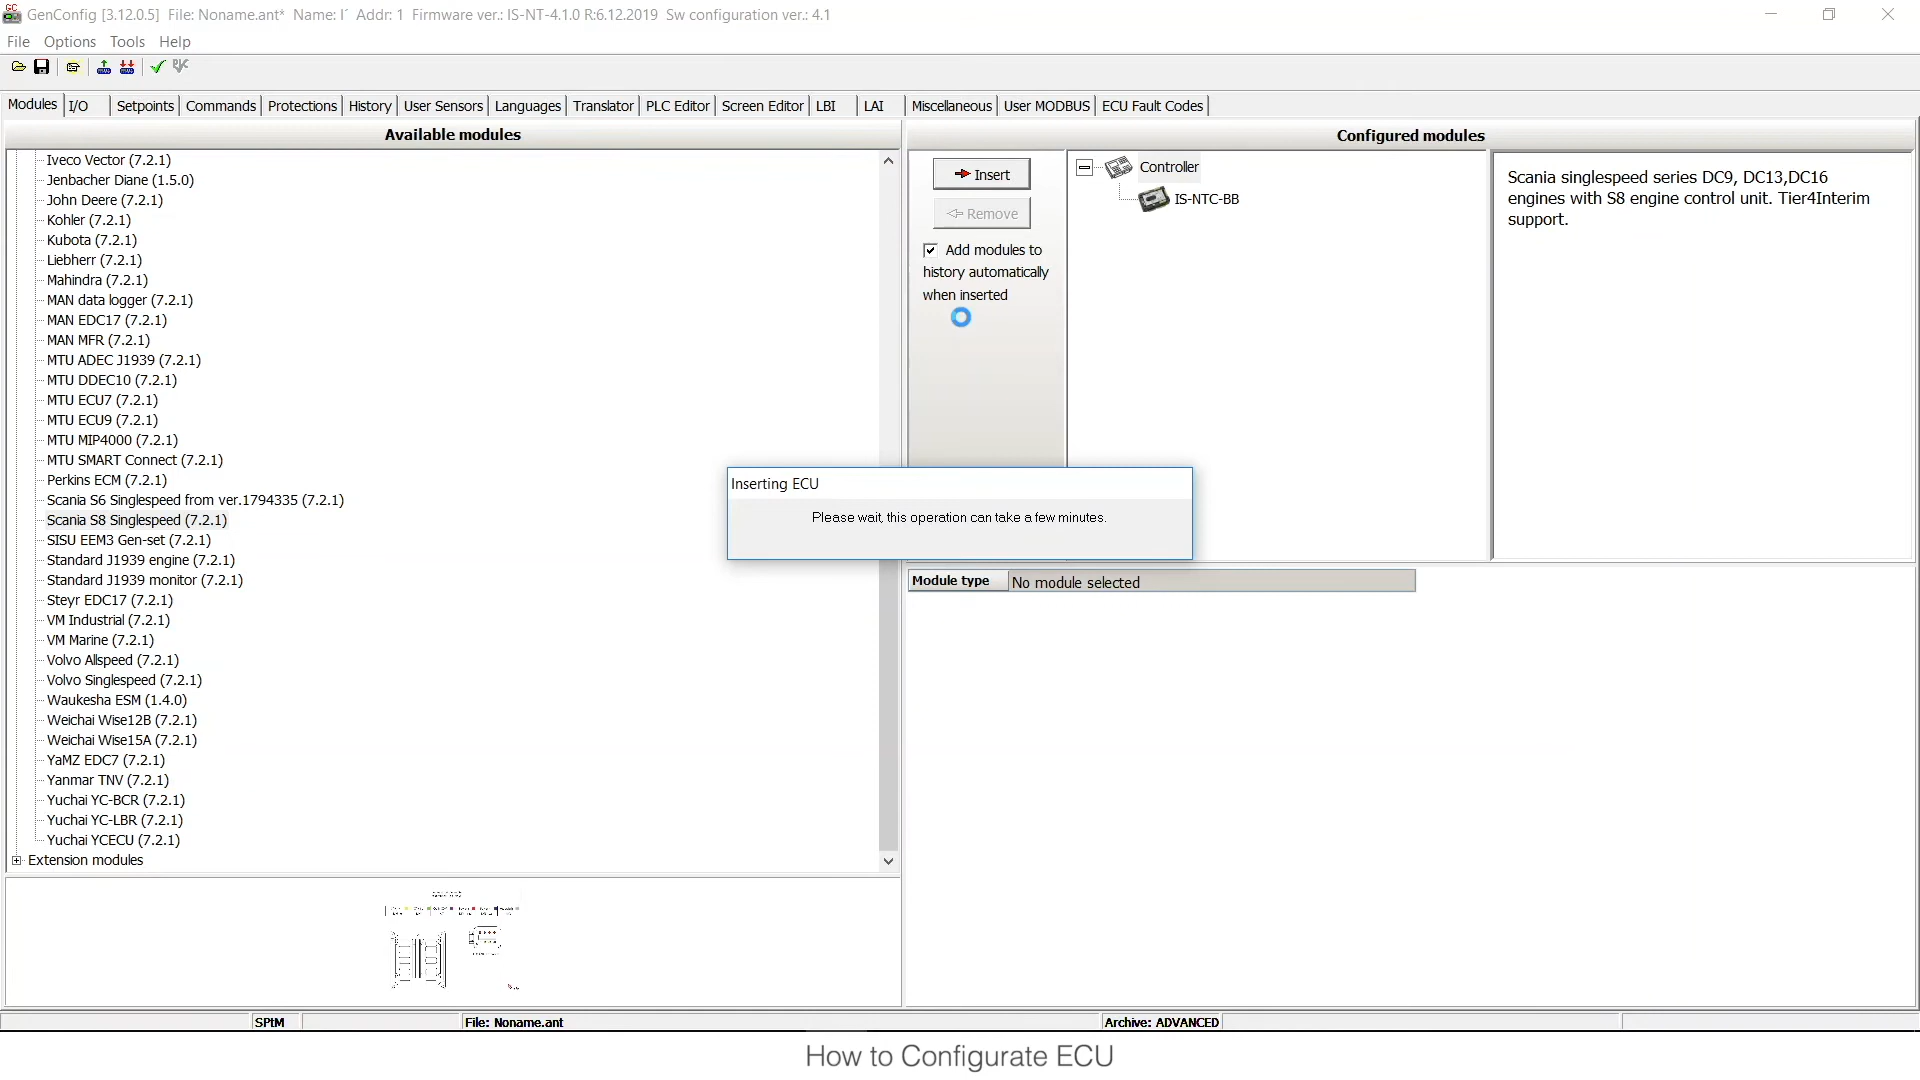 GenConfig [3.12.0.5]  File: Noname.ant*  Name: I´  Addr: 1  Firmware ver.: IS-NT-4.1.0 R:6.12.2019  Sw configuration ver.: 4.1
File Options Tools Help
Modules I/O Setpoints Commands Protections History User Sensors Languages Translator PLC Editor Screen Editor LBI LAI Miscellaneous User MODBUS ECU Fault Codes
Available modules
Iveco Vector (7.2.1)
Jenbacher Diane (1.5.0)
John Deere (7.2.1)
Kohler (7.2.1)
Kubota (7.2.1)
Liebherr (7.2.1)
Mahindra (7.2.1)
MAN data logger (7.2.1)
MAN EDC17 (7.2.1)
MAN MFR (7.2.1)
MTU ADEC J1939 (7.2.1)
MTU DDEC10 (7.2.1)
MTU ECU7 (7.2.1)
MTU ECU9 (7.2.1)
MTU MIP4000 (7.2.1)
MTU SMART Connect (7.2.1)
Perkins ECM (7.2.1)
Scania S6 Singlespeed from ver.1794335 (7.2.1)
Scania S8 Singlespeed (7.2.1)
SISU EEM3 Gen-set (7.2.1)
Standard J1939 engine (7.2.1)
Standard J1939 monitor (7.2.1)
Steyr EDC17 (7.2.1)
VM Industrial (7.2.1)
VM Marine (7.2.1)
Volvo Allspeed (7.2.1)
Volvo Singlespeed (7.2.1)
Waukesha ESM (1.4.0)
Weichai Wise12B (7.2.1)
Weichai Wise15A (7.2.1)
YaMZ EDC7 (7.2.1)
Yanmar TNV (7.2.1)
Yuchai YC-BCR (7.2.1)
Yuchai YC-LBR (7.2.1)
Yuchai YCECU (7.2.1)
Extension modules
Configured modules
Insert
Remove
Add modules to
history automatically
when inserted
Controller
IS-NTC-BB
Scania singlespeed series DC9, DC13,DC16
engines with S8 engine control unit. Tier4Interim
support.
Inserting ECU
Please wait, this operation can take a few minutes.
Module type No module selected
SPtM File: Noname.ant Archive: ADVANCED
How to Configurate ECU